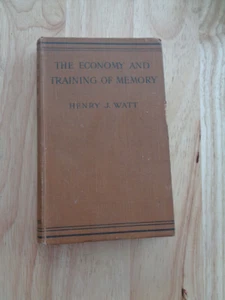 THE ECONOMY AND
TRAINING OF MEMORY
HENRY J. WATT